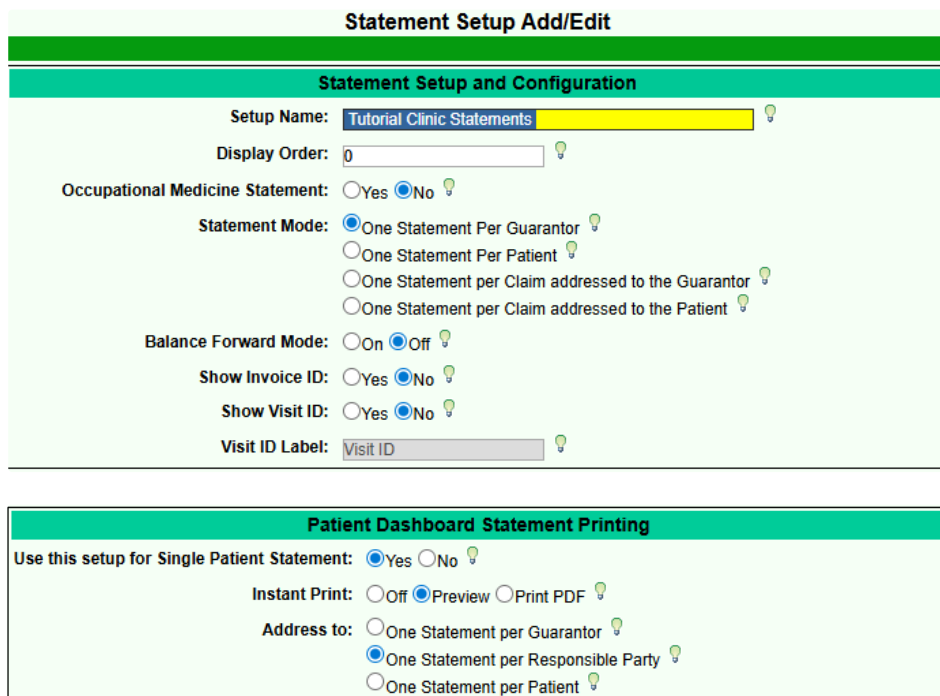 Statement Setup Add/Edit
Statement Setup and Configuration
Setup Name: Tutorial Clinic Statements
Display Order: 0
Occupational Medicine Statement: Yes No
Statement Mode: One Statement Per Guarantor
One Statement Per Patient
One Statement per Claim addressed to the Guarantor
One Statement per Claim addressed to the Patient
Balance Forward Mode: On Off
Show Invoice ID: Yes No
Show Visit ID: Yes No
Visit ID Label: Visit ID
Patient Dashboard Statement Printing
Use this setup for Single Patient Statement: Yes No
Instant Print: Off Preview Print PDF
Address to: One Statement per Guarantor
One Statement per Responsible Party
One Statement per Patient